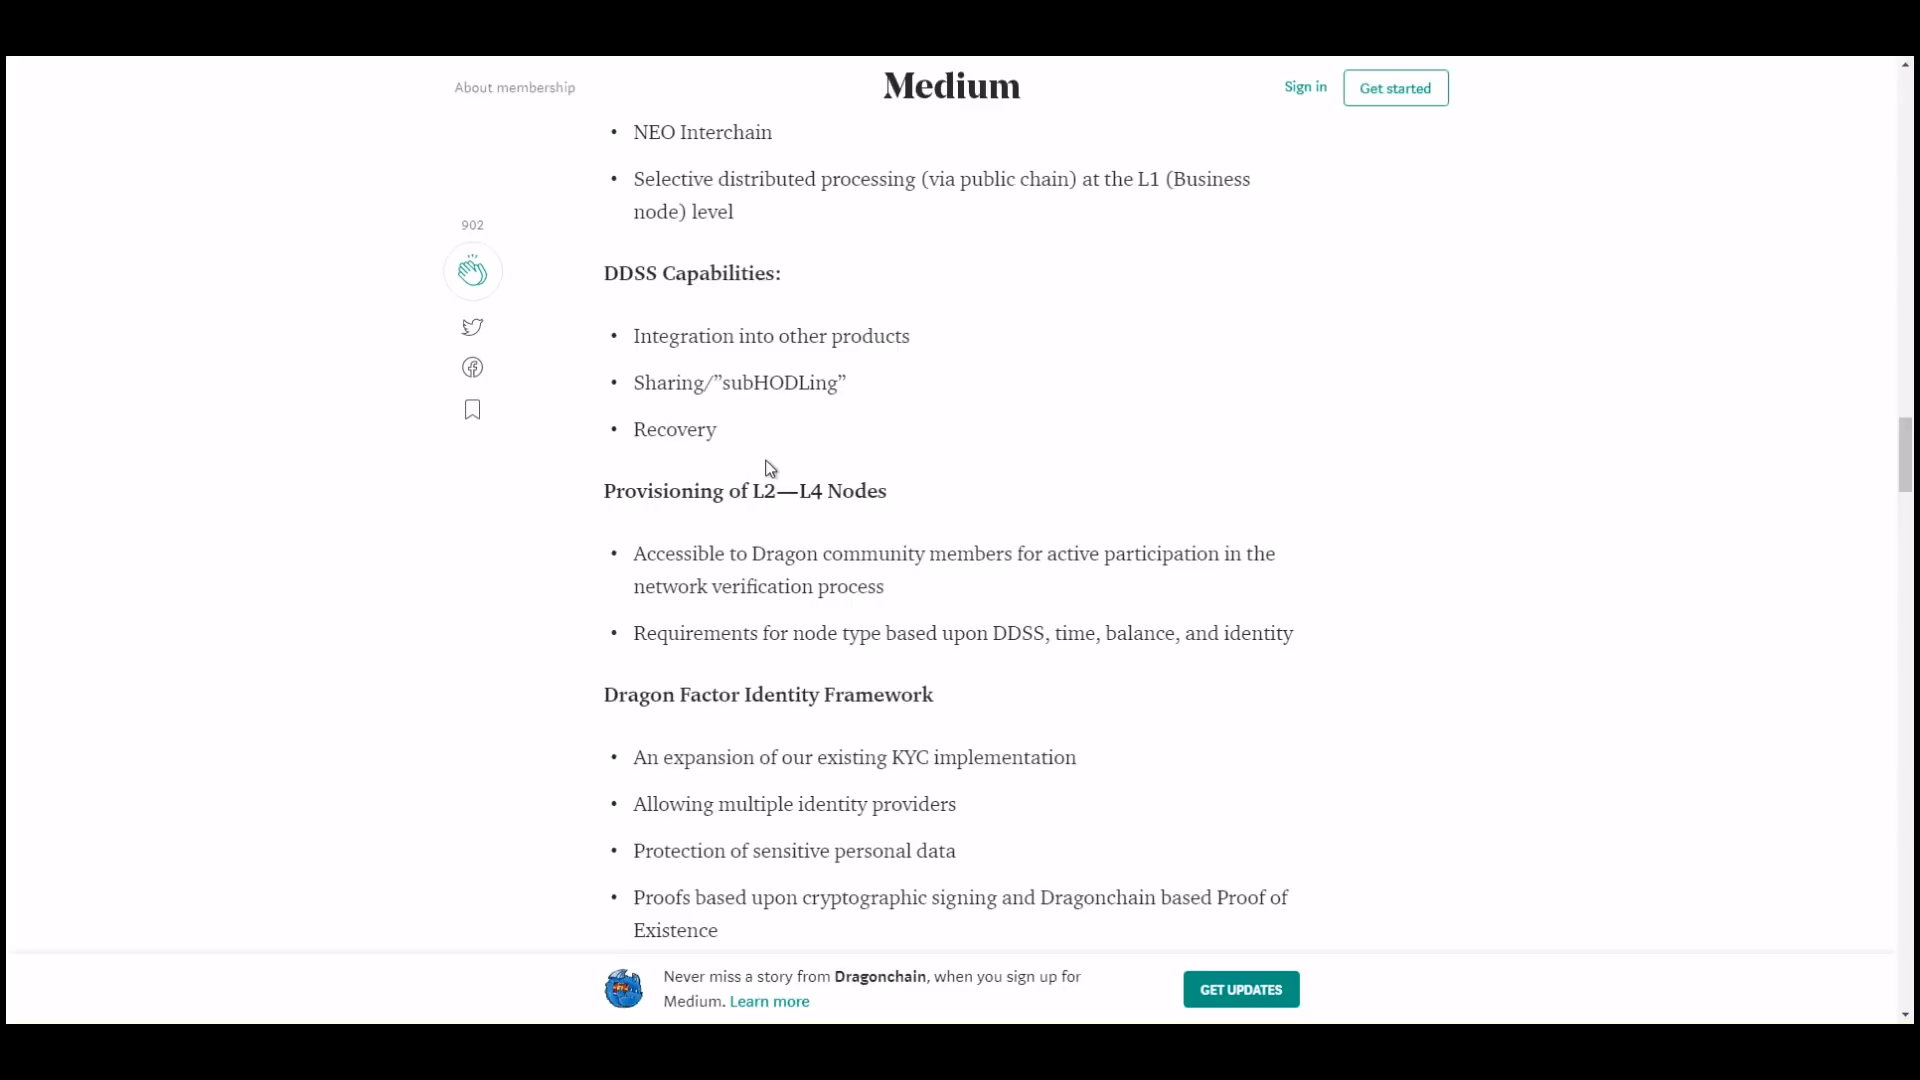 About membership
Medium
Sign in
Get started
• NEO Interchain
• Selective distributed processing (via public chain) at the L1 (Business
node) level
902
DDSS Capabilities:
• Integration into other products
• Sharing/”subHODLing”
• Recovery
Provisioning of L2—L4 Nodes
• Accessible to Dragon community members for active participation in the
network verification process
• Requirements for node type based upon DDSS, time, balance, and identity
Dragon Factor Identity Framework
• An expansion of our existing KYC implementation
• Allowing multiple identity providers
• Protection of sensitive personal data
• Proofs based upon cryptographic signing and Dragonchain based Proof of
Existence
Never miss a story from Dragonchain, when you sign up for
Medium. Learn more
GET UPDATES